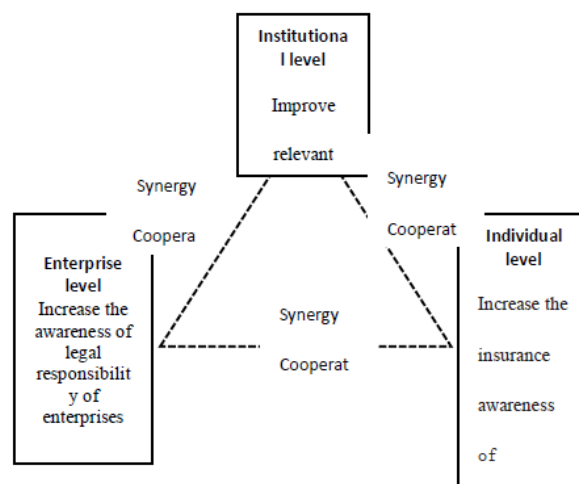 Institutiona
l level
Improve
relevant
Synergy
Coopera
Synergy
Cooperat
Enterprise
level
Increase the
awareness of
legal
responsibilit
y of
enterprises
Synergy
Cooperat
Individual
level
Increase the
insurance
awareness
of